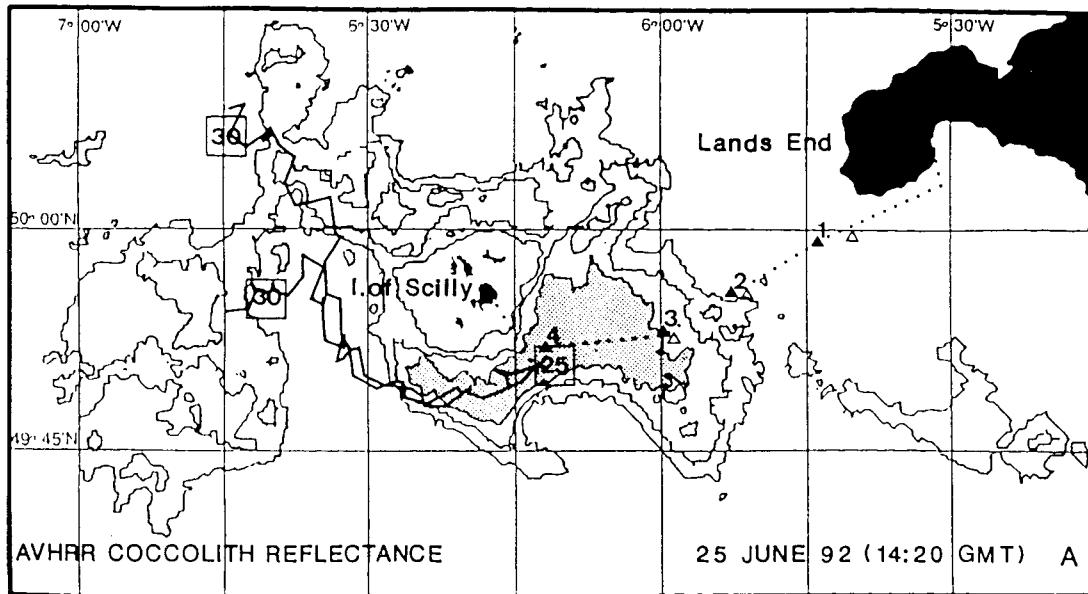 7° 00'W 6° 30'W 6° 00'W 5° 30'W
30
Lands End
50° 00'N
1.
2.
30
I. of Scilly
3.
4.
25
49° 45'N
AVHRR COCCOLITH REFLECTANCE 25 JUNE 92 (14:20 GMT) A